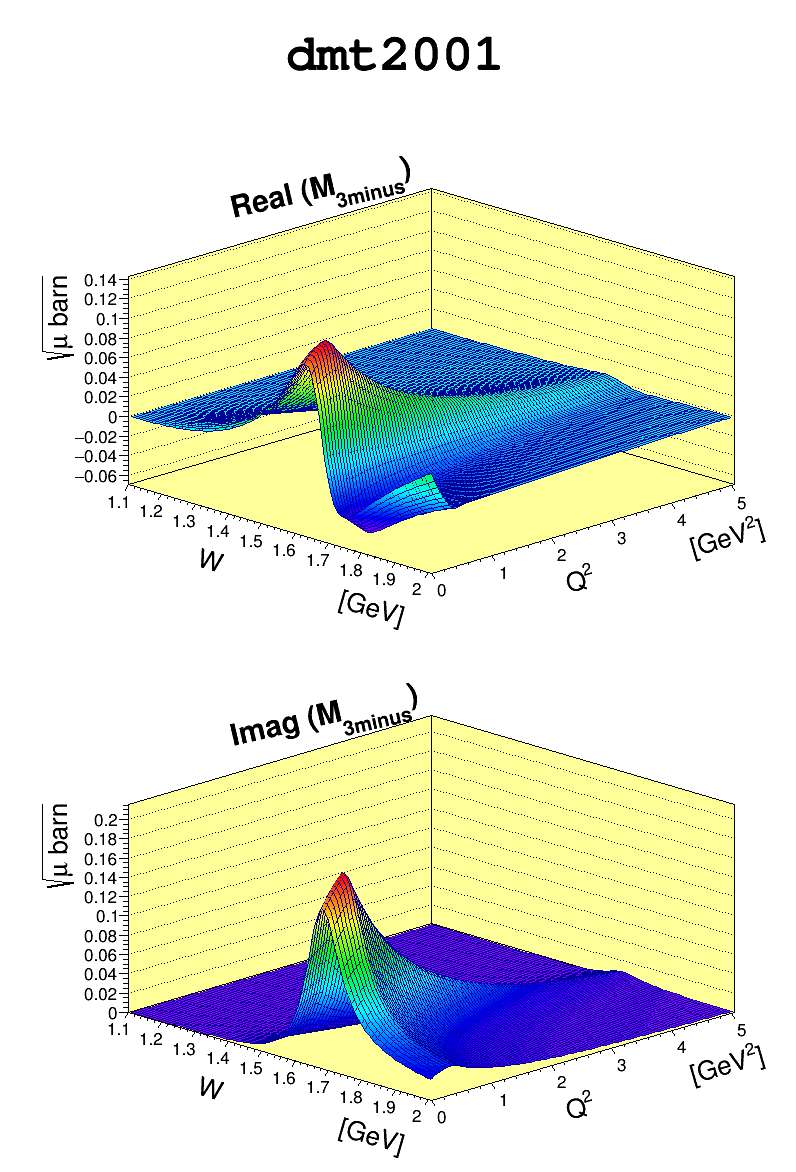 dmt2001
Real (M3minus)
√μ barn
0.14
0.12
0.1
0.08
0.06
0.04
0.02
0
−0.02
−0.04
−0.06
1.1 1.2 1.3 1.4 1.5 1.6 1.7 1.8 1.9 2
W
[GeV]
0 1 2 3 4 5
Q2
[GeV2]
Imag (M3minus)
√μ barn
0.2
0.18
0.16
0.14
0.12
0.1
0.08
0.06
0.04
0.02
0
1.1 1.2 1.3 1.4 1.5 1.6 1.7 1.8 1.9 2
W
[GeV]
0 1 2 3 4 5
Q2
[GeV2]